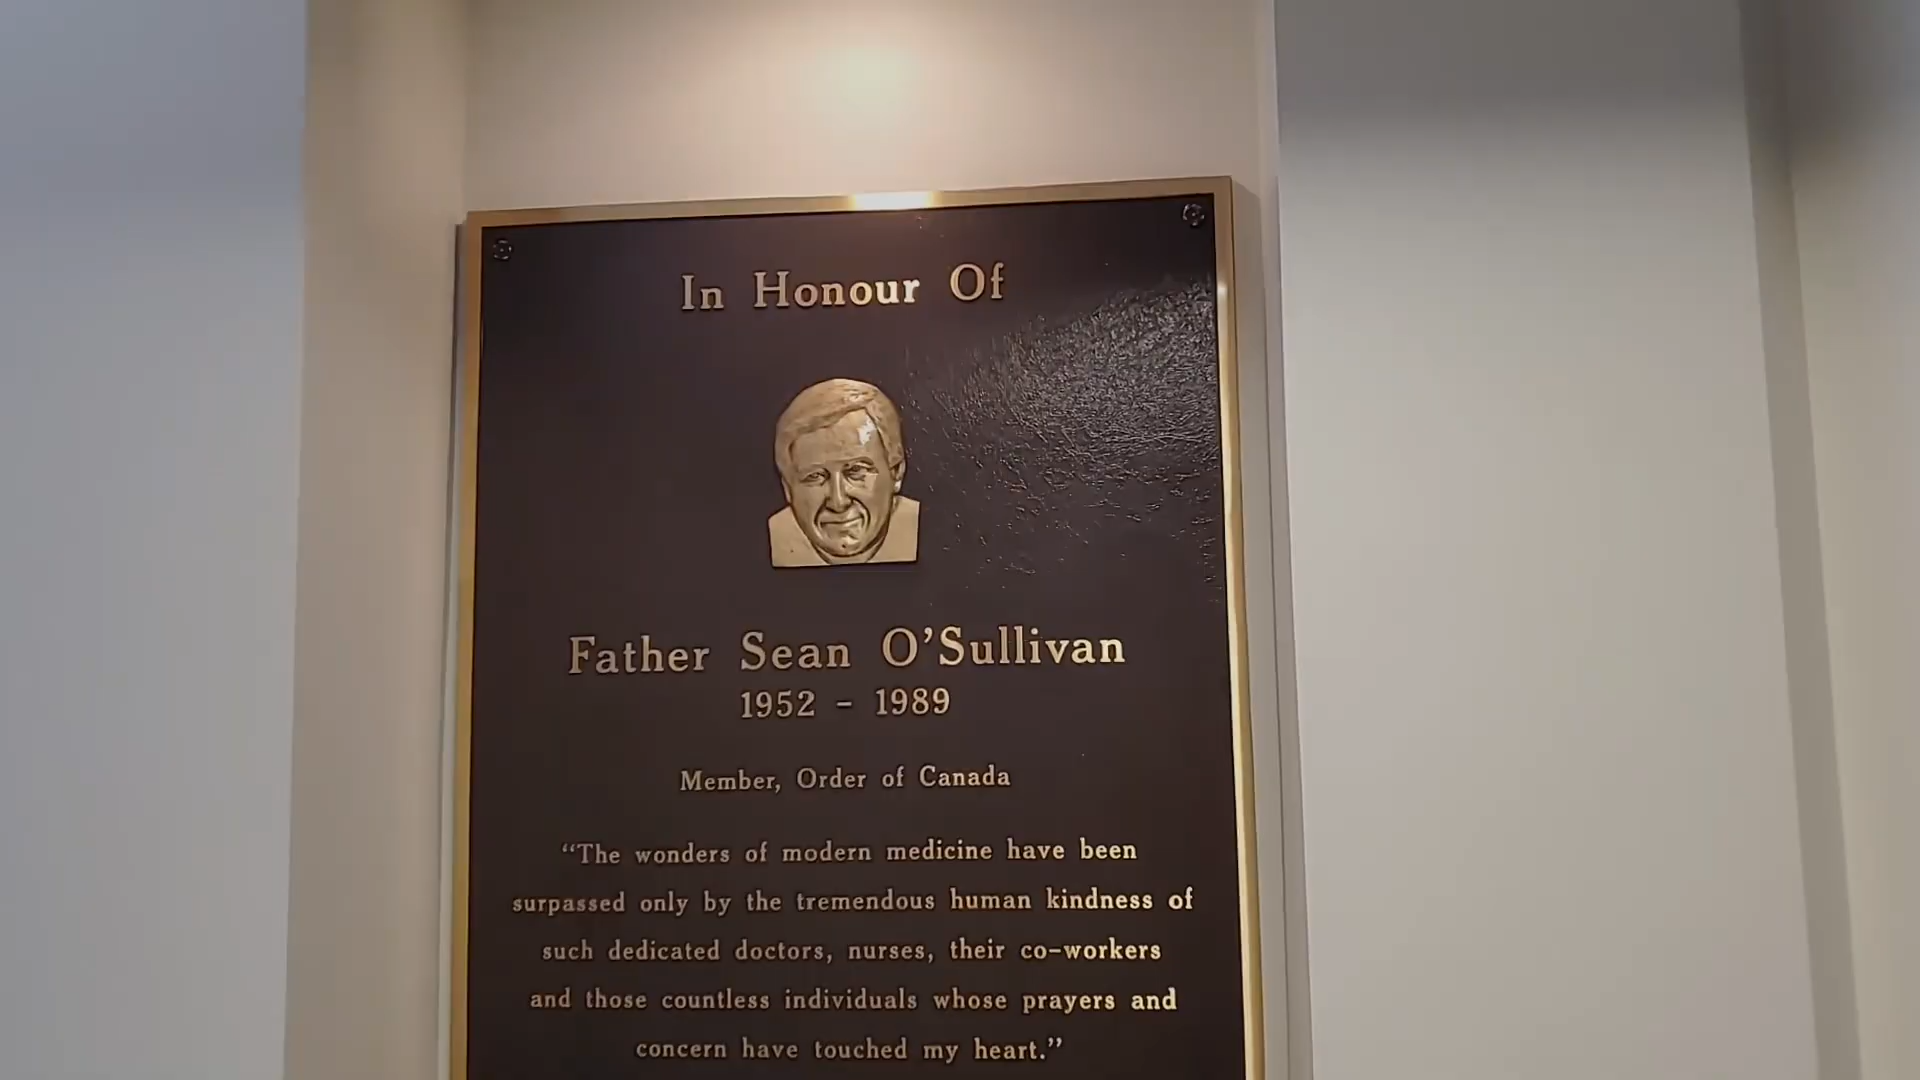 In Honour Of
Father Sean O'Sullivan
1952 - 1989
Member, Order of Canada
“The wonders of modern medicine have been
surpassed only by the tremendous human kindness of
such dedicated doctors, nurses, their co-workers
and those countless individuals whose prayers and
concern have touched my heart.”